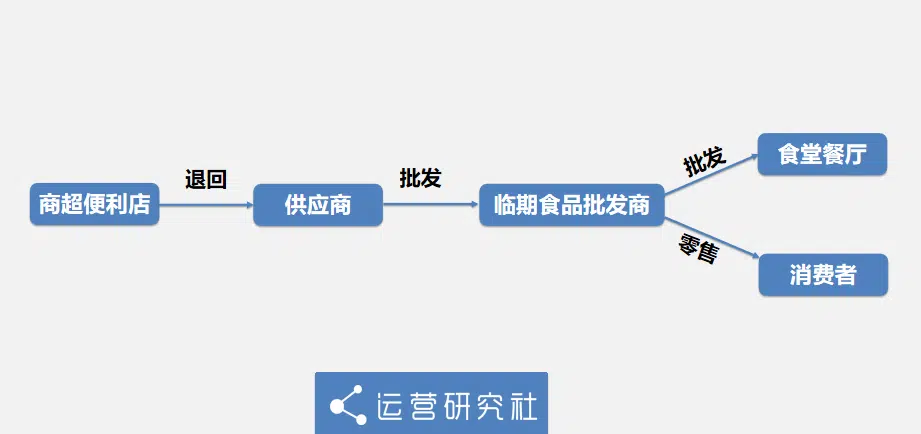 商超便利店
退回
供应商
批发
临期食品批发商
批发
食堂餐厅
零售
消费者
运营研究社